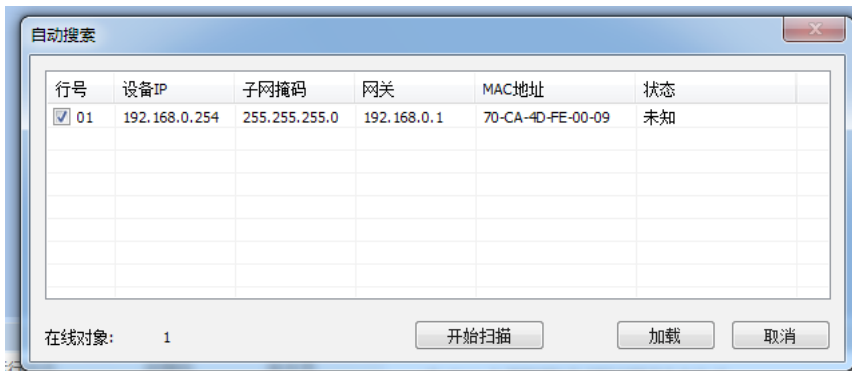 自动搜索
行号 设备IP 子网掩码 网关 MAC地址 状态
01 192.168.0.254 255.255.255.0 192.168.0.1 70-CA-4D-FE-00-09 未知
在线对象: 1 开始扫描 加载 取消